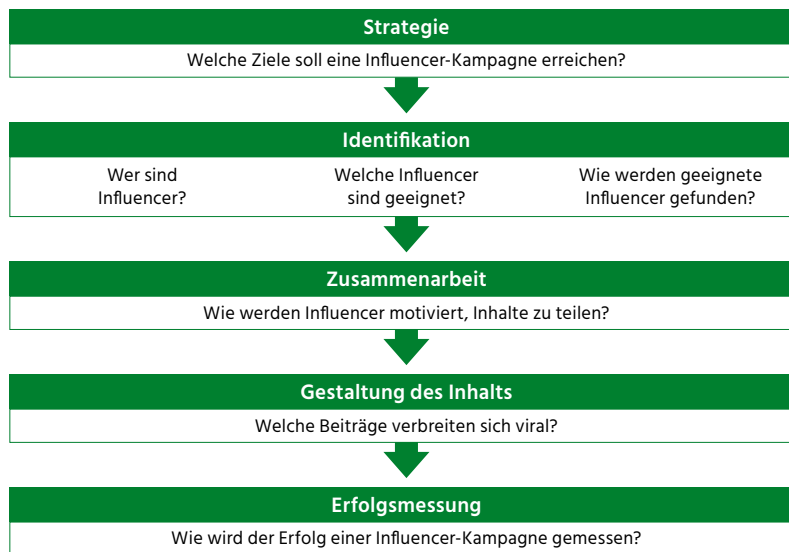 Strategie
Welche Ziele soll eine Influencer-Kampagne erreichen?
Identifikation
Wer sind
Influencer?
Welche Influencer
sind geeignet?
Wie werden geeignete
Influencer gefunden?
Zusammenarbeit
Wie werden Influencer motiviert, Inhalte zu teilen?
Gestaltung des Inhalts
Welche Beiträge verbreiten sich viral?
Erfolgsmessung
Wie wird der Erfolg einer Influencer-Kampagne gemessen?